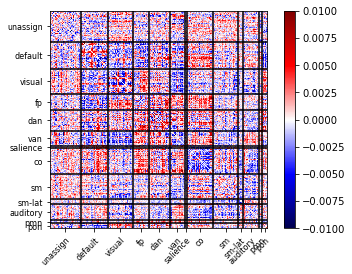 unassign
default
visual
fp
dan
van
salience
co
sm
sm-lat
auditory
pmn
pon
unassign
default
visual
fp
dan
van
salience
co
sm
sm-lat
auditory
0.0100
0.0075
0.0050
0.0025
0.0000
−0.0025
−0.0050
−0.0075
−0.0100